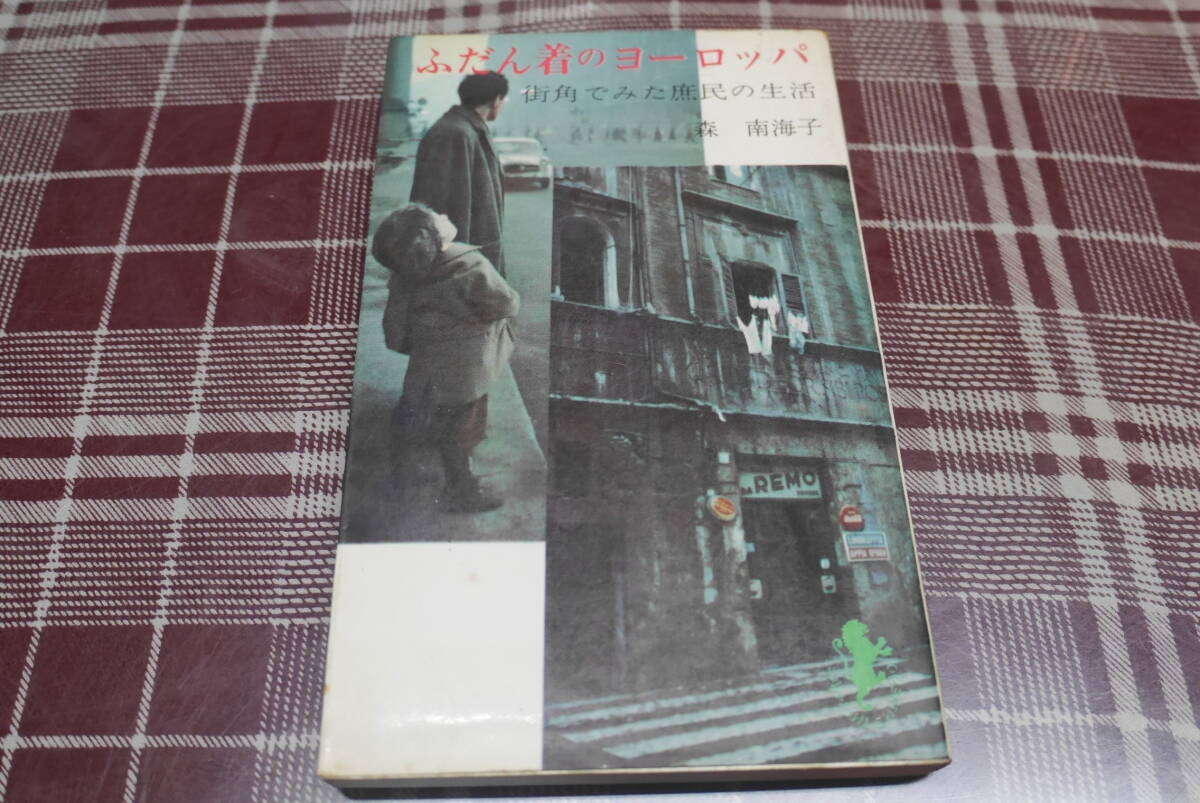 ふだん着のヨーロッパ
街角でみた庶民の生活
森 南海子
da REMO